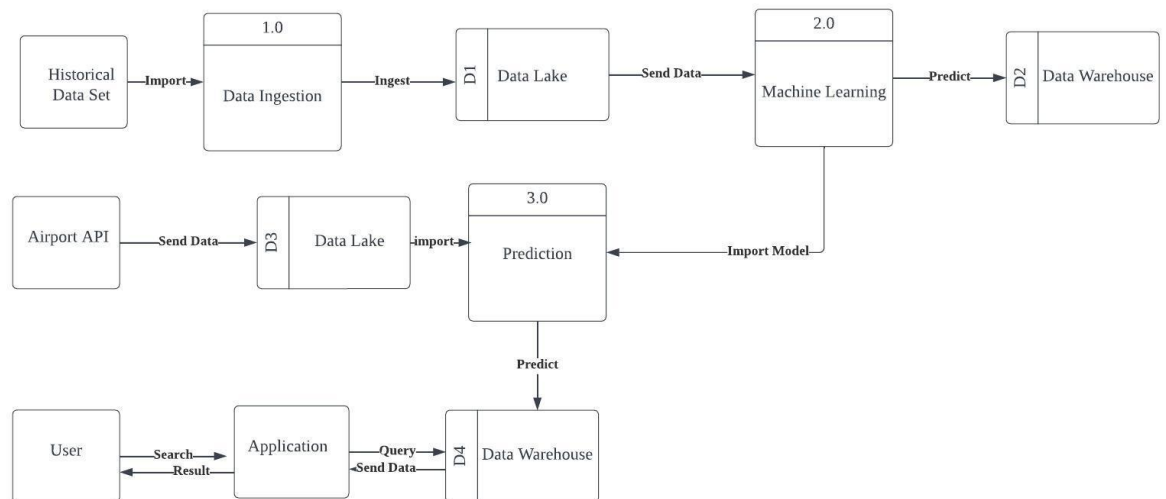 1.0
2.0
Historical
Data Set
Import
Data Ingestion
Ingest
D1
Data Lake
Send Data
Machine Learning
Predict
D2
Data Warehouse
3.0
Airport API
Send Data
D3
Data Lake
import
Prediction
Import Model
Predict
User
Search
Result
Application
Query
Send Data
D4
Data Warehouse